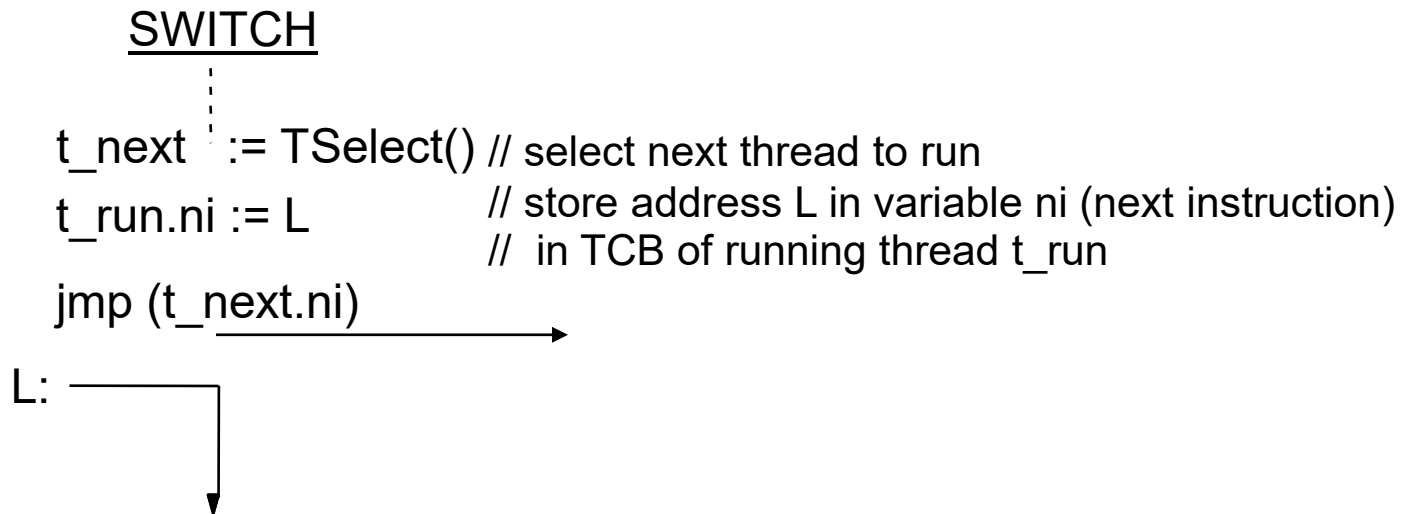 SWITCH
t_next := TSelect() // select next thread to run
t_run.ni := L // store address L in variable ni (next instruction)
// in TCB of running thread t_run
jmp (t_next.ni)
L: